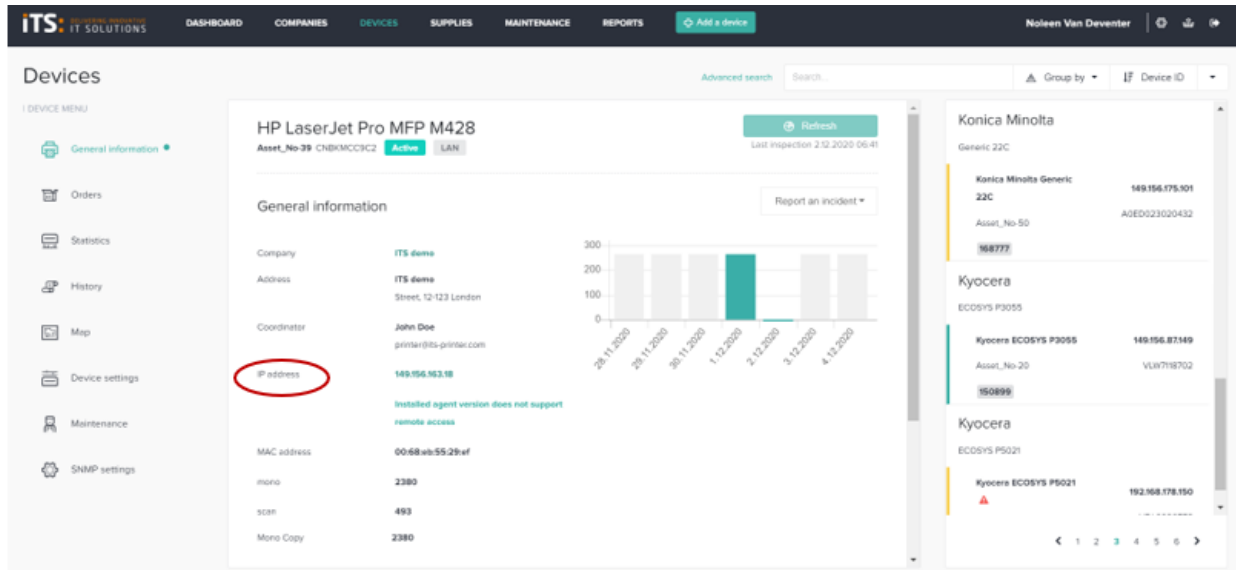 iTS: DELIVERING INNOVATIVE IT SOLUTIONS
DASHBOARD COMPANIES DEVICES SUPPLIES MAINTENANCE REPORTS Add a device Noleen Van Deventer
Devices
Advanced search Search... Group by Device ID
DEVICE MENU
General information
Orders
Statistics
History
Map
Device settings
Maintenance
SNMP settings
HP LaserJet Pro MFP M428
Refresh
Asset_No-39 CNBKMCC9C2 Active LAN
Last inspection 2.12.2020 06:41
General information
Report an incident
Company ITS demo
Address ITS demo
Street, 12-123 London
Coordinator John Doe
printer@its-printer.com
IP address 149.156.163.18
Installed agent version does not support
remote access
MAC address 00:68:eb:55:29:ef
mono 2380
scan 493
Mono Copy 2380
300
200
100
0
28.11.2020 29.11.2020 30.11.2020 1.12.2020 2.12.2020 3.12.2020 4.12.2020
Konica Minolta
Generic 22C
Konica Minolta Generic
22C
149.156.175.101
Asset_No-50
A0ED023020432
168777
Kyocera
ECOSYS P3055
Kyocera ECOSYS P3055 149.156.87.149
Asset_No-20 VLW7118702
150899
Kyocera
ECOSYS P5021
Kyocera ECOSYS P5021
192.168.178.150
1 2 3 4 5 6